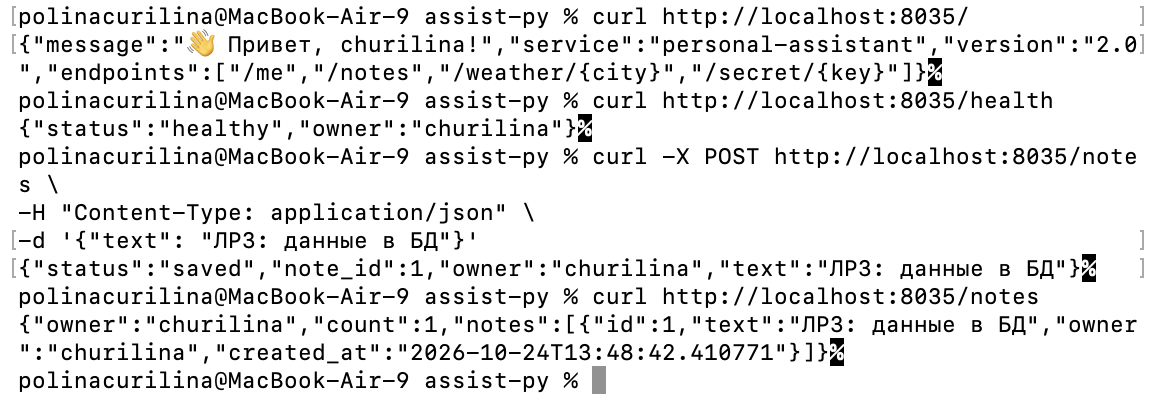 [polinacurilina@MacBook-Air-9 assist-py % curl http://localhost:8035/ ]
[{"message":"👋 Привет, churilina!","service":"personal-assistant","version":"2.0]
","endpoints":["/me","/notes","/weather/{city}","/secret/{key}"]}%
polinacurilina@MacBook-Air-9 assist-py % curl http://localhost:8035/health
{"status":"healthy","owner":"churilina"}%
polinacurilina@MacBook-Air-9 assist-py % curl -X POST http://localhost:8035/note
s \
-H "Content-Type: application/json" \
[-d '{"text": "ЛР3: данные в БД"}' ]
[{"status":"saved","note_id":1,"owner":"churilina","text":"ЛР3: данные в БД"}% ]
polinacurilina@MacBook-Air-9 assist-py % curl http://localhost:8035/notes
{"owner":"churilina","count":1,"notes":[{"id":1,"text":"ЛР3: данные в БД","owner
":"churilina","created_at":"2026-10-24T13:48:42.410771"}]}%
polinacurilina@MacBook-Air-9 assist-py %